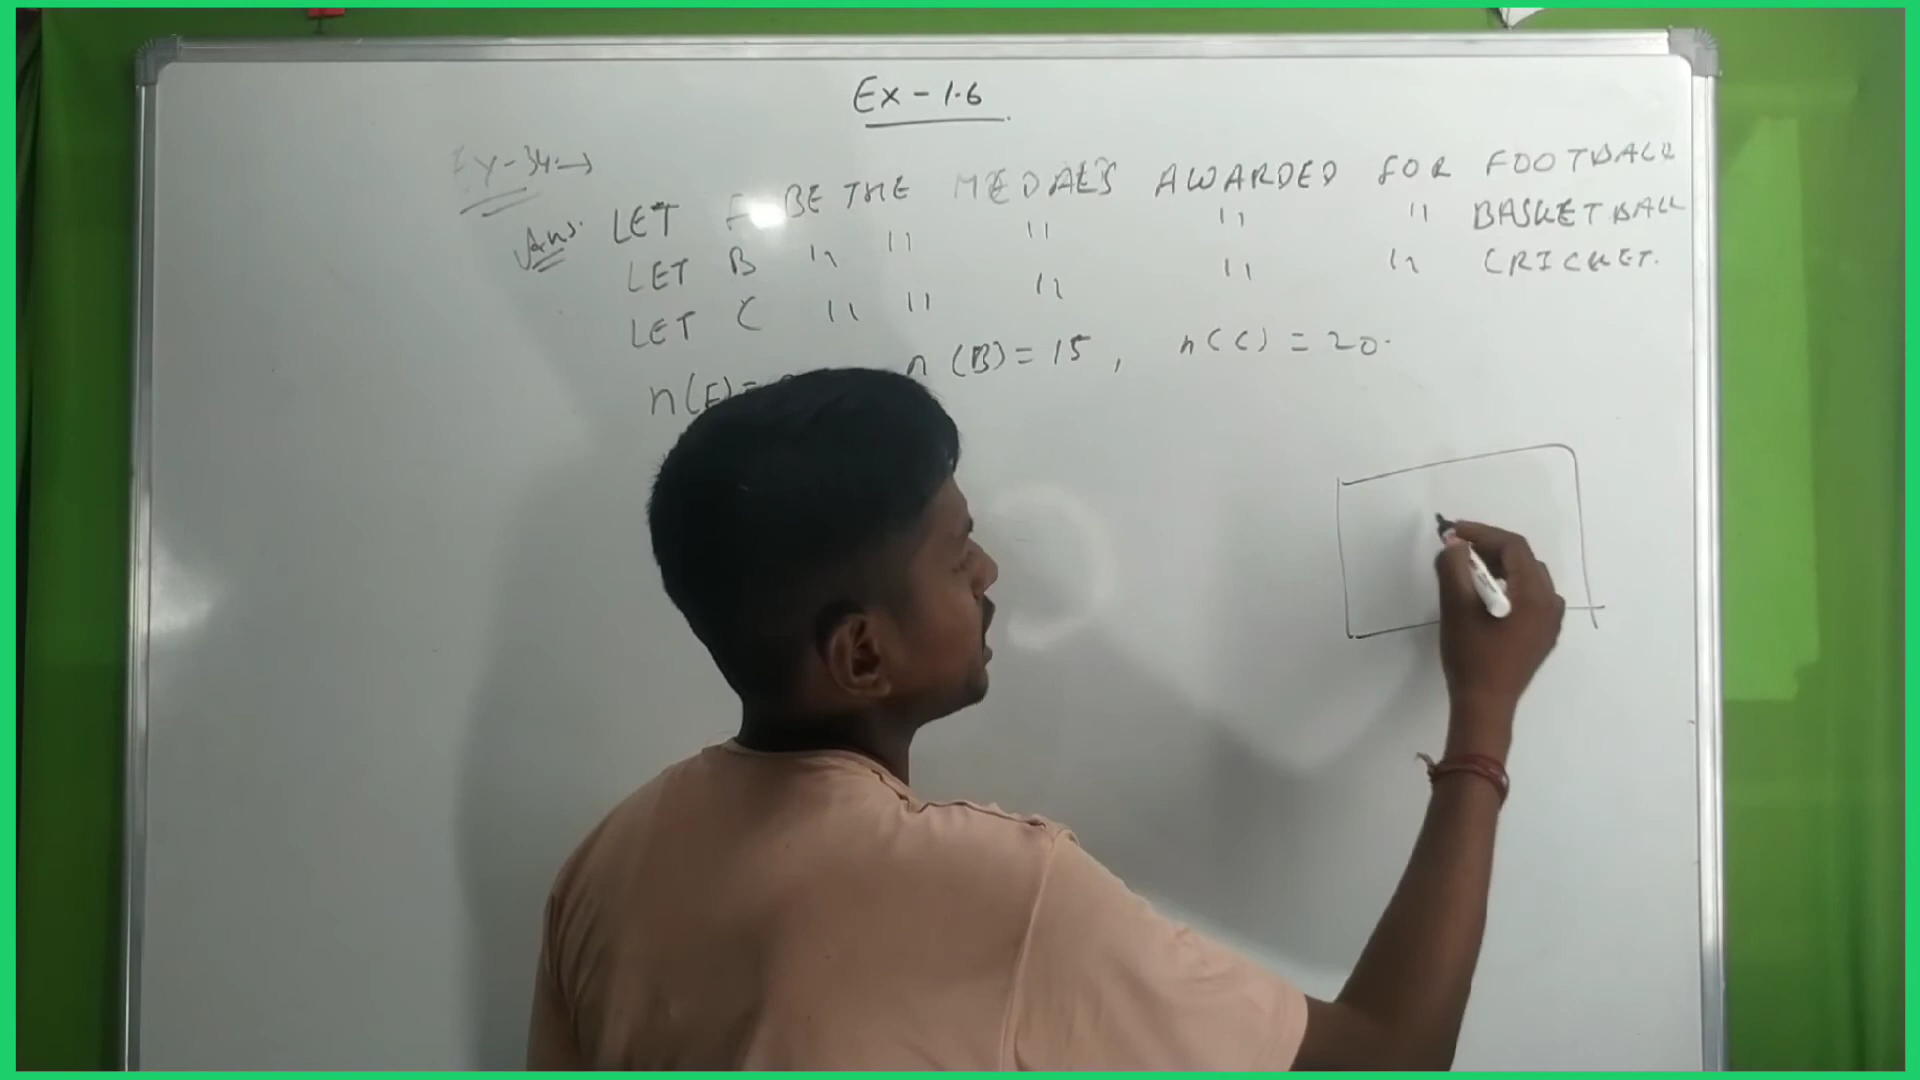 Ex - 1.6
Ex-34→
Ans. LET F BE THE MEDALS AWARDED FOR FOOTBALL
LET B " " " " " BASKETBALL
LET C " " " " " CRICKET.
n(F)= n(B)=15, n(C)=20.